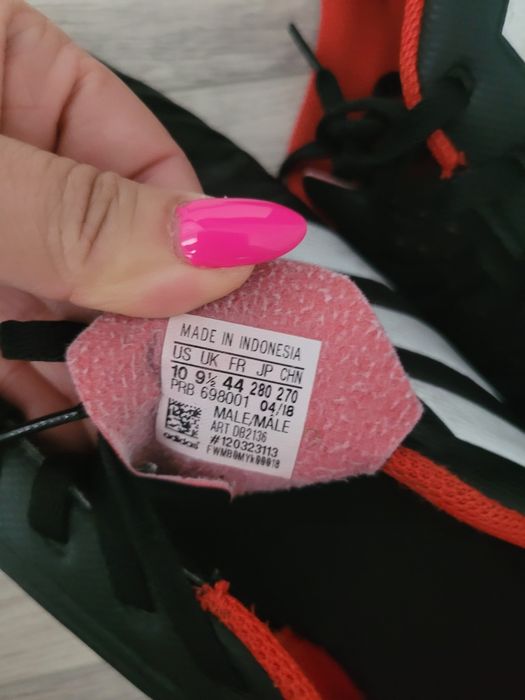 MADE IN INDONESIA
US UK FR JP CHN
10 9½ 44 280 270
PRB 698001 04/18
MALE/MALE
ART DB2136
#120323113
adidas